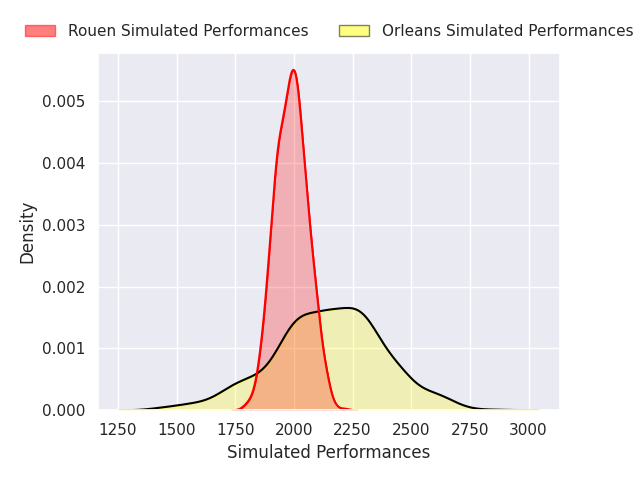 Rouen Simulated Performances
Orleans Simulated Performances
0.005
0.004
0.003
0.002
0.001
0.000
Density
1250 1500 1750 2000 2250 2500 2750 3000
Simulated Performances